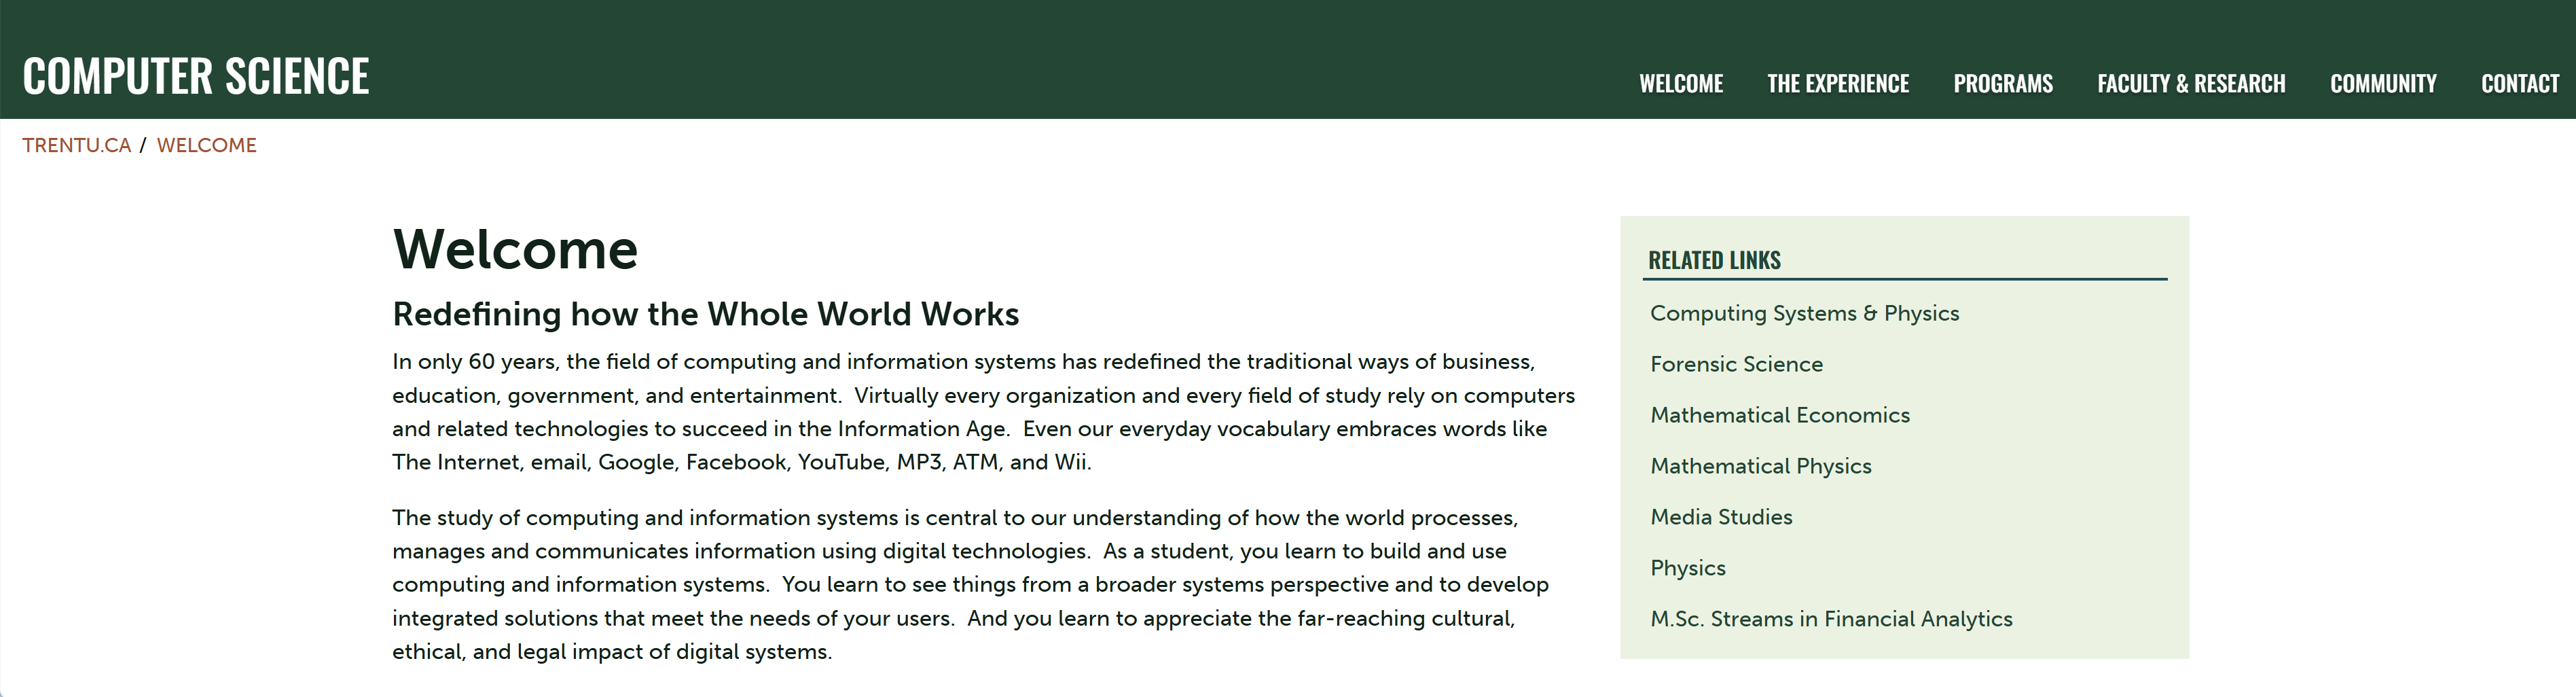 COMPUTER SCIENCE
WELCOME THE EXPERIENCE PROGRAMS FACULTY & RESEARCH COMMUNITY CONTACT
TRENTU.CA / WELCOME
Welcome
Redefining how the Whole World Works
In only 60 years, the field of computing and information systems has redefined the traditional ways of business,
education, government, and entertainment.  Virtually every organization and every field of study rely on computers
and related technologies to succeed in the Information Age.  Even our everyday vocabulary embraces words like
The Internet, email, Google, Facebook, YouTube, MP3, ATM, and Wii.
The study of computing and information systems is central to our understanding of how the world processes,
manages and communicates information using digital technologies.  As a student, you learn to build and use
computing and information systems.  You learn to see things from a broader systems perspective and to develop
integrated solutions that meet the needs of your users.  And you learn to appreciate the far-reaching cultural,
ethical, and legal impact of digital systems.
RELATED LINKS
Computing Systems & Physics
Forensic Science
Mathematical Economics
Mathematical Physics
Media Studies
Physics
M.Sc. Streams in Financial Analytics